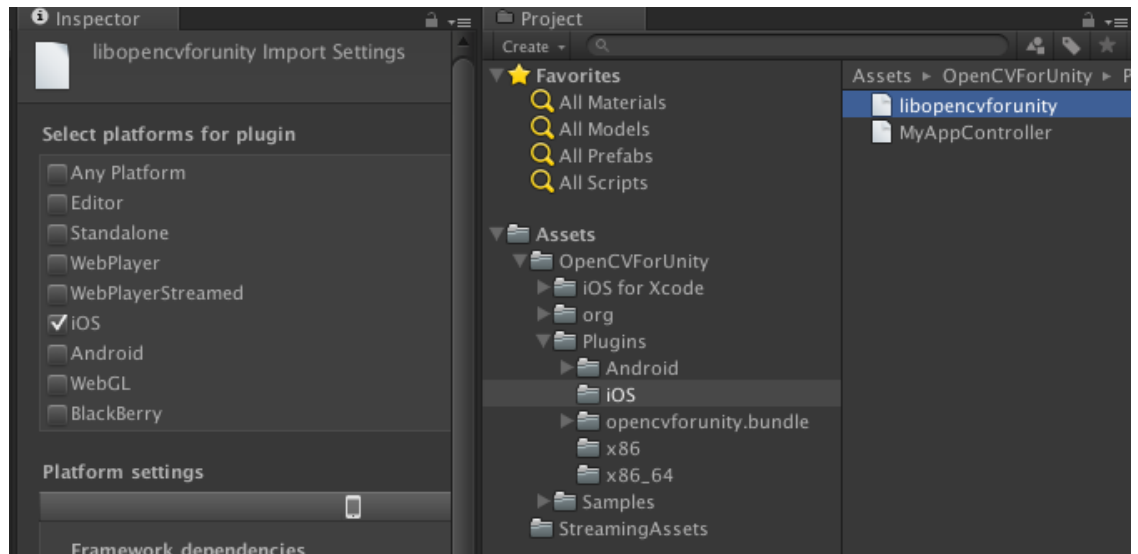 Inspector
libopencvforunity Import Settings
Select platforms for plugin
Any Platform
Editor
Standalone
WebPlayer
WebPlayerStreamed
iOS
Android
WebGL
BlackBerry
Platform settings
Framework dependencies
Project
Create
Favorites
All Materials
All Models
All Prefabs
All Scripts
Assets
OpenCVForUnity
iOS for Xcode
org
Plugins
Android
iOS
opencvforunity.bundle
x86
x86_64
Samples
StreamingAssets
Assets ▸ OpenCVForUnity ▸ P
libopencvforunity
MyAppController